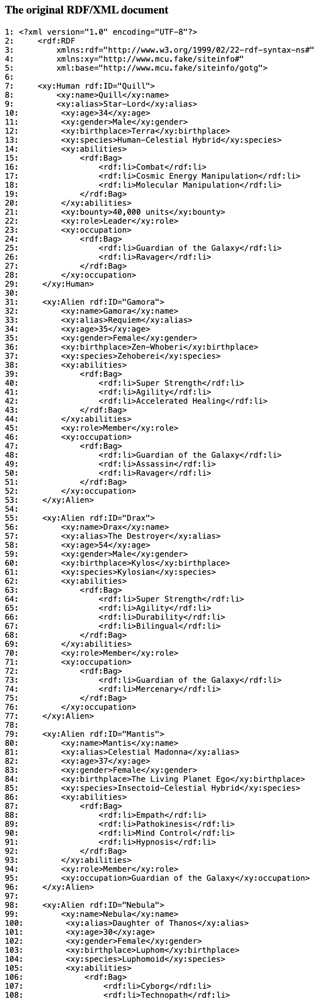 The original RDF/XML document
1: <?xml version="1.0" encoding="UTF-8"?>
2:     <rdf:RDF
3:         xmlns:rdf="http://www.w3.org/1999/02/22-rdf-syntax-ns#"
4:         xmlns:xy="http://www.mcu.fake/siteinfo#"
5:         xml:base="http://www.mcu.fake/siteinfo/gotg">
6:
7:     <xy:Human rdf:ID="Quill">
8:         <xy:name>Quill</xy:name>
9:         <xy:alias>Star-Lord</xy:alias>
10:         <xy:age>34</xy:age>
11:         <xy:gender>Male</xy:gender>
12:         <xy:birthplace>Terra</xy:birthplace>
13:         <xy:species>Human-Celestial Hybrid</xy:species>
14:         <xy:abilities>
15:             <rdf:Bag>
16:                 <rdf:li>Combat</rdf:li>
17:                 <rdf:li>Cosmic Energy Manipulation</rdf:li>
18:                 <rdf:li>Molecular Manipulation</rdf:li>
19:             </rdf:Bag>
20:         </xy:abilities>
21:         <xy:bounty>40,000 units</xy:bounty>
22:         <xy:role>Leader</xy:role>
23:         <xy:occupation>
24:             <rdf:Bag>
25:                 <rdf:li>Guardian of the Galaxy</rdf:li>
26:                 <rdf:li>Ravager</rdf:li>
27:             </rdf:Bag>
28:         </xy:occupation>
29:     </xy:Human>
30:
31:     <xy:Alien rdf:ID="Gamora">
32:         <xy:name>Gamora</xy:name>
33:         <xy:alias>Requiem</xy:alias>
34:         <xy:age>35</xy:age>
35:         <xy:gender>Female</xy:gender>
36:         <xy:birthplace>Zen-Whoberi</xy:birthplace>
37:         <xy:species>Zehoberei</xy:species>
38:         <xy:abilities>
39:             <rdf:Bag>
40:                 <rdf:li>Super Strength</rdf:li>
41:                 <rdf:li>Agility</rdf:li>
42:                 <rdf:li>Accelerated Healing</rdf:li>
43:             </rdf:Bag>
44:         </xy:abilities>
45:         <xy:role>Member</xy:role>
46:         <xy:occupation>
47:             <rdf:Bag>
48:                 <rdf:li>Guardian of the Galaxy</rdf:li>
49:                 <rdf:li>Assassin</rdf:li>
50:                 <rdf:li>Ravager</rdf:li>
51:             </rdf:Bag>
52:         </xy:occupation>
53:     </xy:Alien>
54:
55:     <xy:Alien rdf:ID="Drax">
56:         <xy:name>Drax</xy:name>
57:         <xy:alias>The Destroyer</xy:alias>
58:         <xy:age>54</xy:age>
59:         <xy:gender>Male</xy:gender>
60:         <xy:birthplace>Kylos</xy:birthplace>
61:         <xy:species>Kylosian</xy:species>
62:         <xy:abilities>
63:             <rdf:Bag>
64:                 <rdf:li>Super Strength</rdf:li>
65:                 <rdf:li>Agility</rdf:li>
66:                 <rdf:li>Durability</rdf:li>
67:                 <rdf:li>Bilingual</rdf:li>
68:             </rdf:Bag>
69:         </xy:abilities>
70:         <xy:role>Member</xy:role>
71:         <xy:occupation>
72:             <rdf:Bag>
73:                 <rdf:li>Guardian of the Galaxy</rdf:li>
74:                 <rdf:li>Mercenary</rdf:li>
75:             </rdf:Bag>
76:         </xy:occupation>
77:     </xy:Alien>
78:
79:     <xy:Alien rdf:ID="Mantis">
80:         <xy:name>Mantis</xy:name>
81:         <xy:alias>Celestial Madonna</xy:alias>
82:         <xy:age>37</xy:age>
83:         <xy:gender>Female</xy:gender>
84:         <xy:birthplace>The Living Planet Ego</xy:birthplace>
85:         <xy:species>Insectoid-Celestial Hybrid</xy:species>
86:         <xy:abilities>
87:             <rdf:Bag>
88:                 <rdf:li>Empath</rdf:li>
89:                 <rdf:li>Pathokinesis</rdf:li>
90:                 <rdf:li>Mind Control</rdf:li>
91:                 <rdf:li>Hypnosis</rdf:li>
92:             </rdf:Bag>
93:         </xy:abilities>
94:         <xy:role>Member</xy:role>
95:         <xy:occupation>Guardian of the Galaxy</xy:occupation>
96:     </xy:Alien>
97:
98:     <xy:Alien rdf:ID="Nebula">
99:         <xy:name>Nebula</xy:name>
100:         <xy:alias>Daughter of Thanos</xy:alias>
101:         <xy:age>30</xy:age>
102:         <xy:gender>Female</xy:gender>
103:         <xy:birthplace>Luphom</xy:birthplace>
104:         <xy:species>Luphomoid</xy:species>
105:         <xy:abilities>
106:             <rdf:Bag>
107:                 <rdf:li>Cyborg</rdf:li>
108:                 <rdf:li>Technopath</rdf:li>